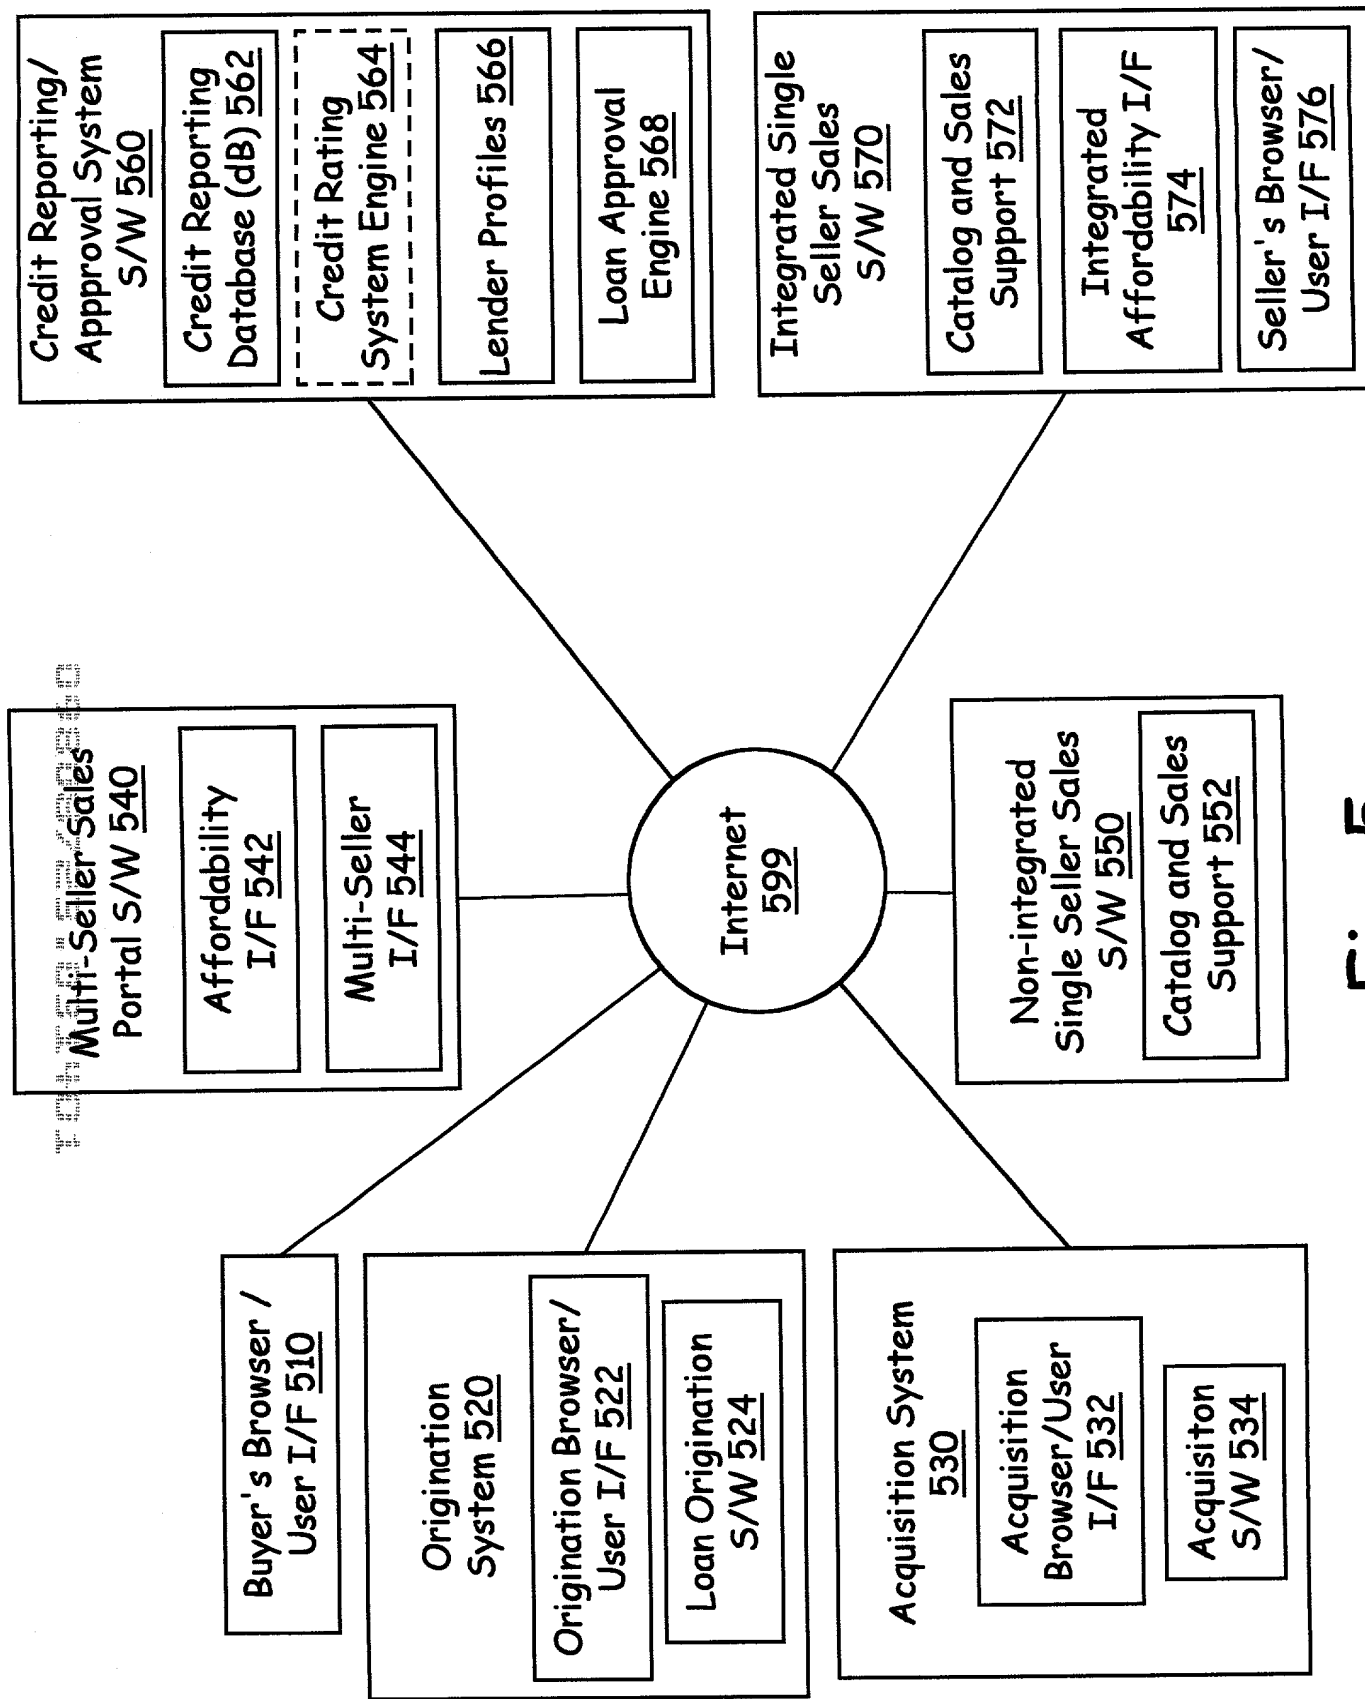 Buyer's Browser /
User I/F 510
Origination
System 520
Origination Browser/
User I/F 522
Loan Origination
S/W 524
Acquisition System
530
Acquisition
Browser/User
I/F 532
Acquisiton
S/W 534
Multi-Seller Sales
Portal S/W 540
Affordability
I/F 542
Multi-Seller
I/F 544
Internet
599
Non-integrated
Single Seller Sales
S/W 550
Catalog and Sales
Support 552
Credit Reporting/
Approval System
S/W 560
Credit Reporting
Database (dB) 562
Credit Rating
System Engine 564
Lender Profiles 566
Loan Approval
Engine 568
Integrated Single
Seller Sales
S/W 570
Catalog and Sales
Support 572
Integrated
Affordability I/F
574
Seller's Browser/
User I/F 576